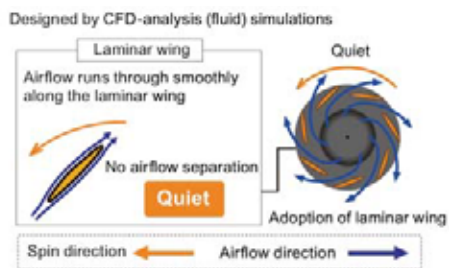 Designed by CFD-analysis (fluid) simulations
Laminar wing
Airflow runs through smoothly
along the laminar wing
No airflow separation
Quiet
Quiet
Adoption of laminar wing
Spin direction
Airflow direction